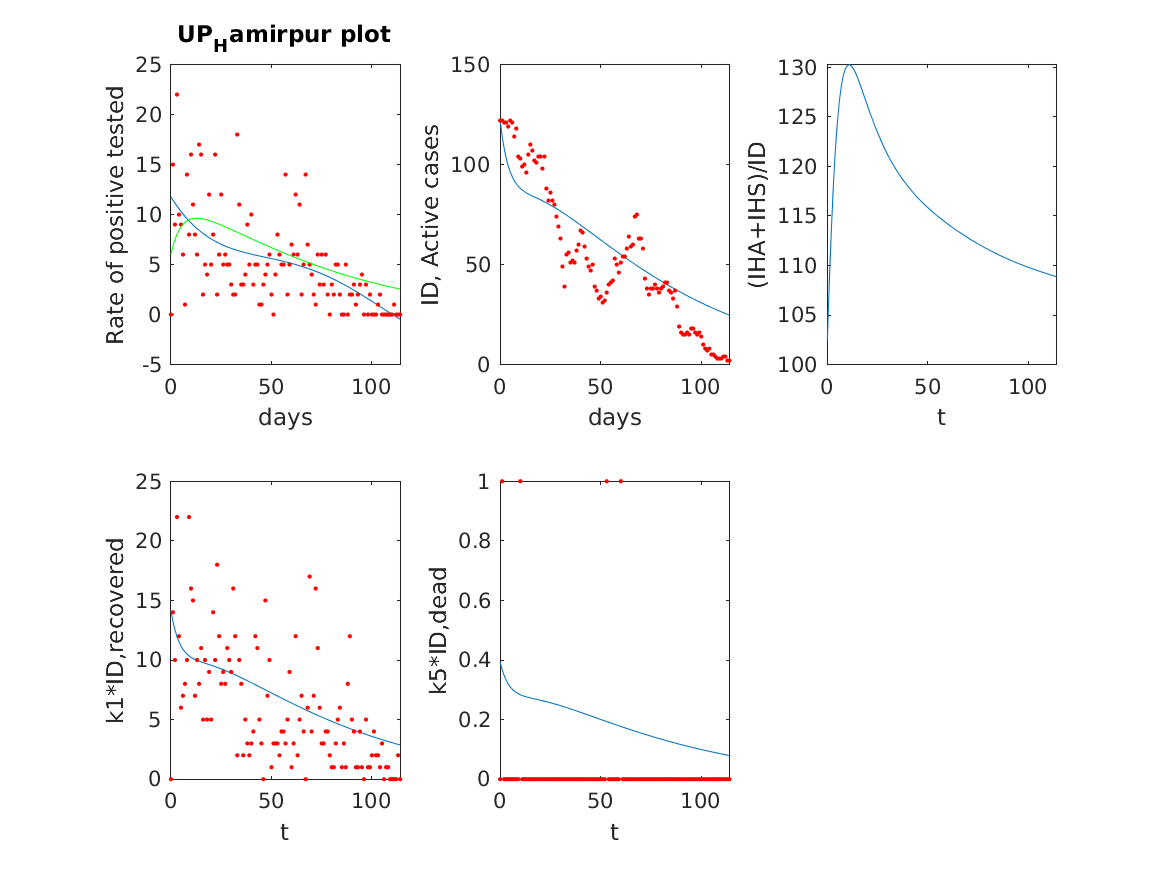 UP_Hamirpur plot
25
20
15
10
5
0
-5
Rate of positive tested
0 50 100
days
150
100
50
0
ID, Active cases
0 50 100
days
130
125
120
115
110
105
100
(IHA+IHS)/ID
0 50 100
t
25
20
15
10
5
0
k1*ID,recovered
0 50 100
t
1
0.8
0.6
0.4
0.2
0
k5*ID,dead
0 50 100
t